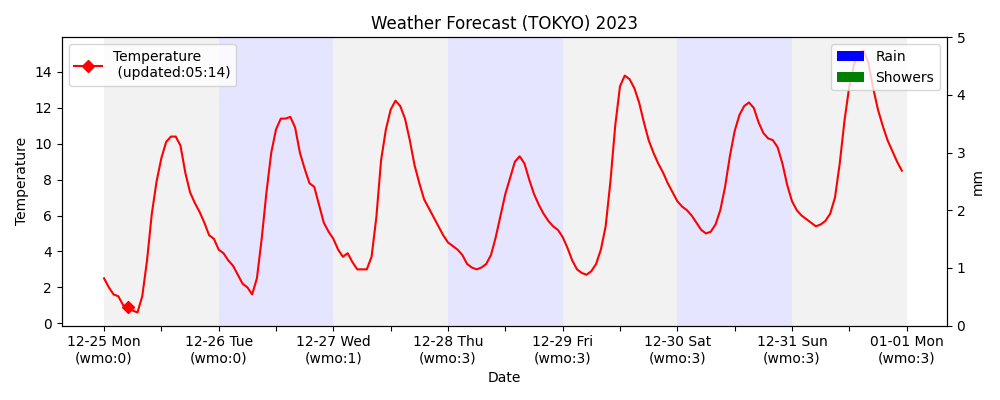 Weather Forecast (TOKYO) 2023
Temperature
(updated:05:14)
Rain
Showers
Temperature
14
12
10
8
6
4
2
0
5
4
3
2
1
0
mm
12-25 Mon
(wmo:0)
12-26 Tue
(wmo:0)
12-27 Wed
(wmo:1)
12-28 Thu
(wmo:3)
12-29 Fri
(wmo:3)
12-30 Sat
(wmo:3)
12-31 Sun
(wmo:3)
01-01 Mon
(wmo:3)
Date